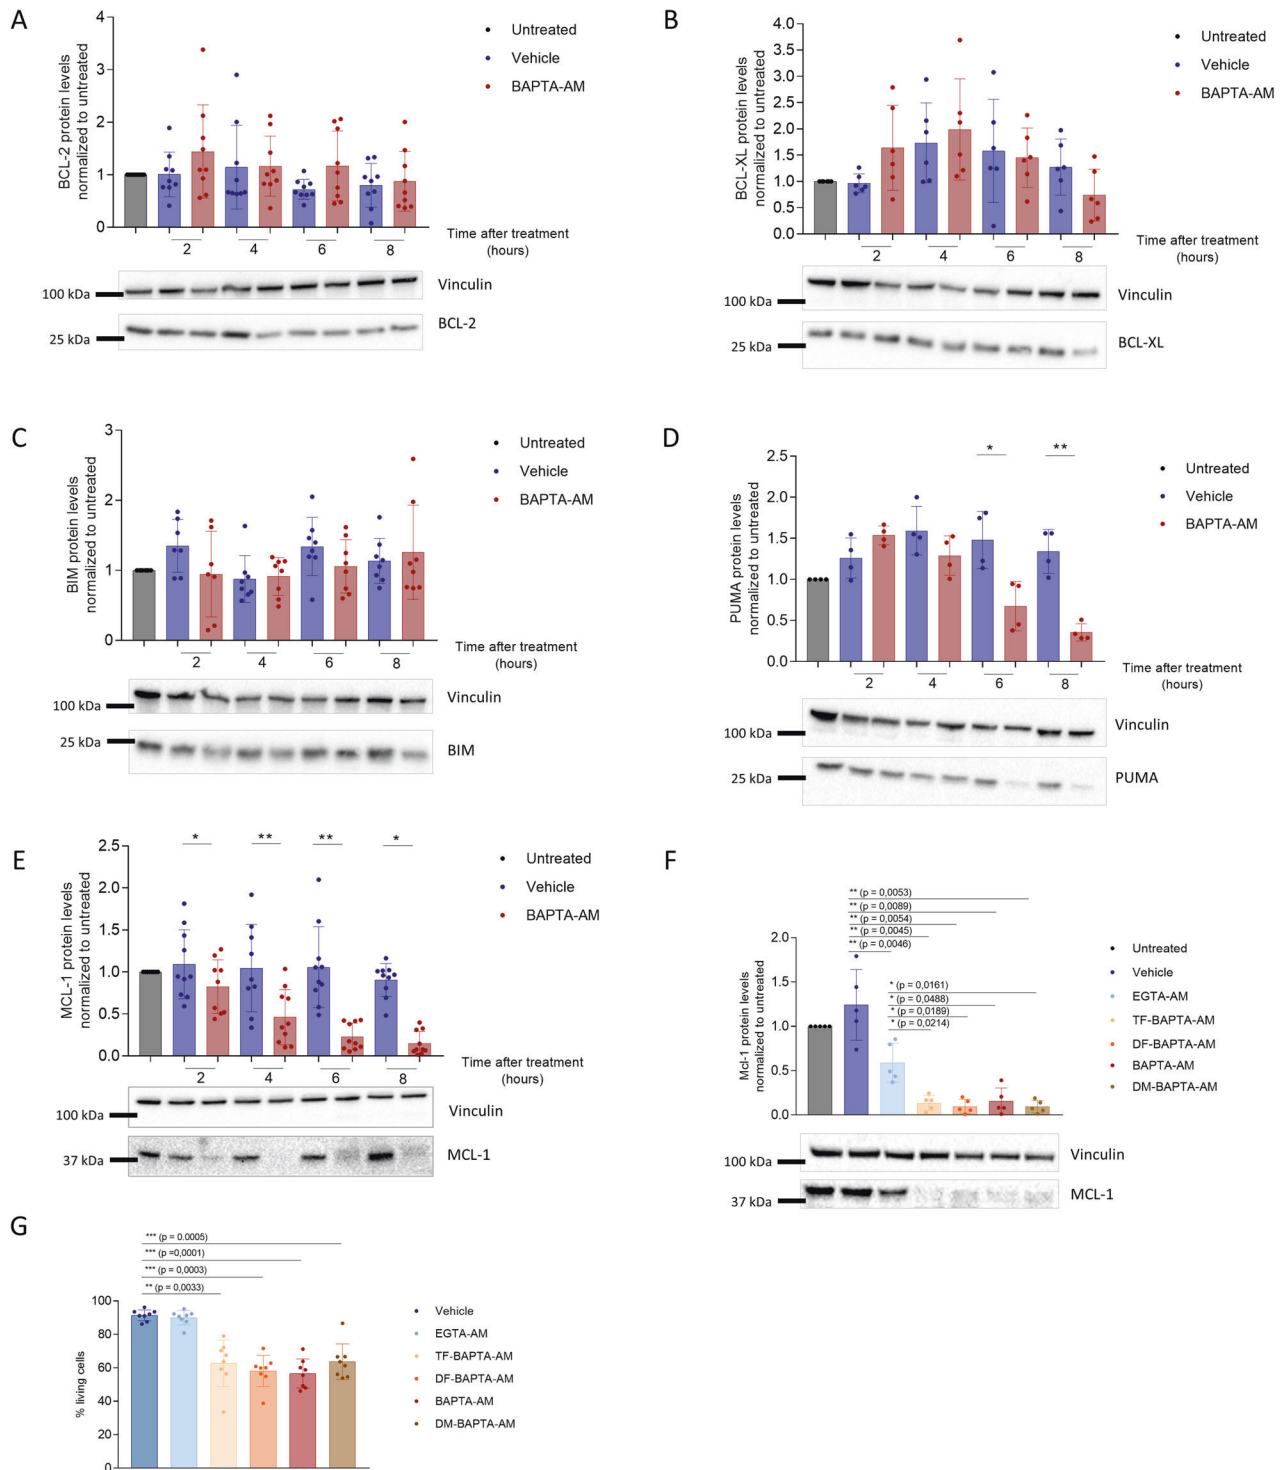 A
BCL-2 protein levels
normalized to untreated
4
3
2
1
0
Untreated
Vehicle
BAPTA-AM
2
4
6
8
Time after treatment
(hours)
100 kDa
Vinculin
25 kDa
BCL-2
B
BCL-XL protein levels
normalized to untreated
4.0
3.5
3.0
2.5
2.0
1.5
1.0
0.5
0.0
Untreated
Vehicle
BAPTA-AM
2
4
6
8
Time after treatment
(hours)
100 kDa
Vinculin
25 kDa
BCL-XL
C
BIM protein levels
normalized to untreated
3
2
1
0
Untreated
Vehicle
BAPTA-AM
2
4
6
8
Time after treatment
(hours)
100 kDa
Vinculin
25 kDa
BIM
D
PUMA protein levels
normalized to untreated
2.5
2.0
1.5
1.0
0.5
0.0
*
**
Untreated
Vehicle
BAPTA-AM
2
4
6
8
Time after treatment
(hours)
100 kDa
Vinculin
25 kDa
PUMA
E
MCL-1 protein levels
normalized to untreated
2.5
2.0
1.5
1.0
0.5
0.0
*
**
**
*
Untreated
Vehicle
BAPTA-AM
2
4
6
8
Time after treatment
(hours)
100 kDa
Vinculin
37 kDa
MCL-1
F
Mcl-1 protein levels
normalized to untreated
2.0
1.5
1.0
0.5
0.0
** (p = 0,0053)
** (p = 0,0089)
** (p = 0,0054)
** (p = 0,0045)
** (p = 0,0046)
* (p = 0,0161)
* (p = 0,0488)
* (p = 0,0189)
* (p = 0,0214)
Untreated
Vehicle
EGTA-AM
TF-BAPTA-AM
DF-BAPTA-AM
BAPTA-AM
DM-BAPTA-AM
100 kDa
Vinculin
37 kDa
MCL-1
G
*** (p = 0.0005)
*** (p =0,0001)
*** (p = 0,0003)
** (p = 0,0033)
% living cells
100
80
60
40
20
0
Vehicle
EGTA-AM
TF-BAPTA-AM
DF-BAPTA-AM
BAPTA-AM
DM-BAPTA-AM